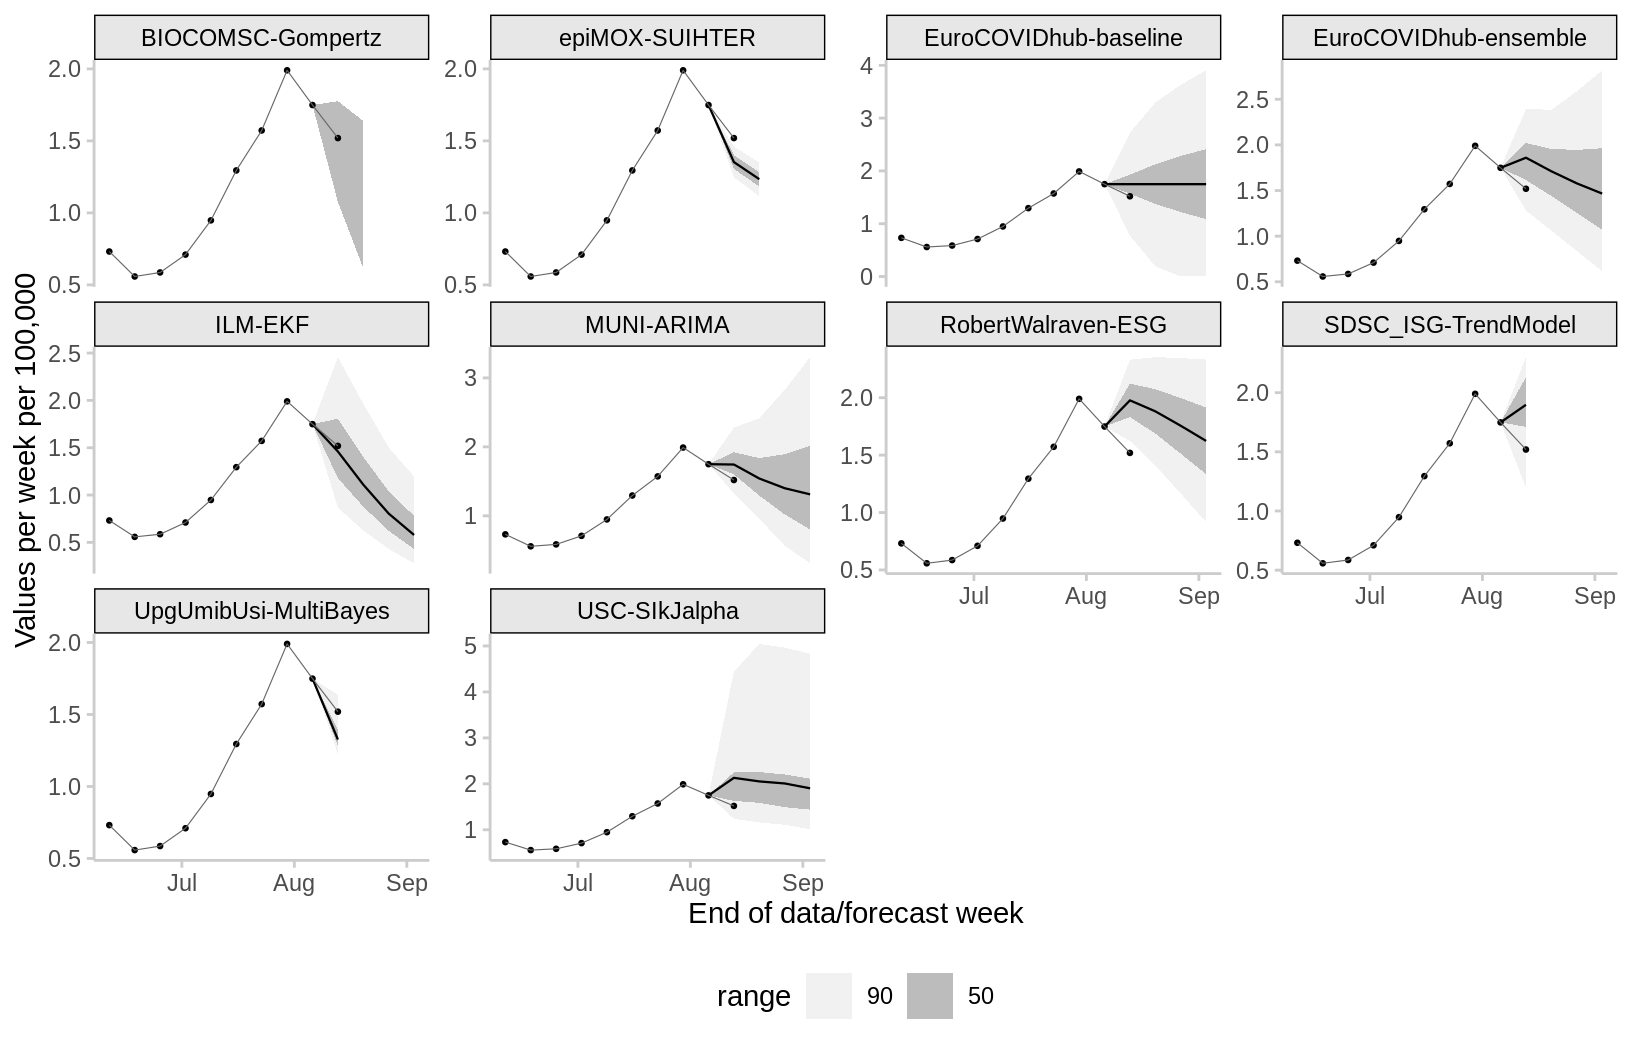 BIOCOMSC-Gompertz
epiMOX-SUIHTER
EuroCOVIDhub-baseline
EuroCOVIDhub-ensemble
2.0
1.5
1.0
0.5
2.0
1.5
1.0
0.5
4
3
2
1
0
2.5
2.0
1.5
1.0
0.5
Values per week per 100,000
ILM-EKF
MUNI-ARIMA
RobertWalraven-ESG
SDSC_ISG-TrendModel
2.5
2.0
1.5
1.0
0.5
3
2
1
2.0
1.5
1.0
0.5
2.0
1.5
1.0
0.5
Jul Aug Sep
Jul Aug Sep
UpgUmibUsi-MultiBayes
USC-SIkJalpha
2.0
1.5
1.0
0.5
5
4
3
2
1
Jul Aug Sep
Jul Aug Sep
End of data/forecast week
range 90 50